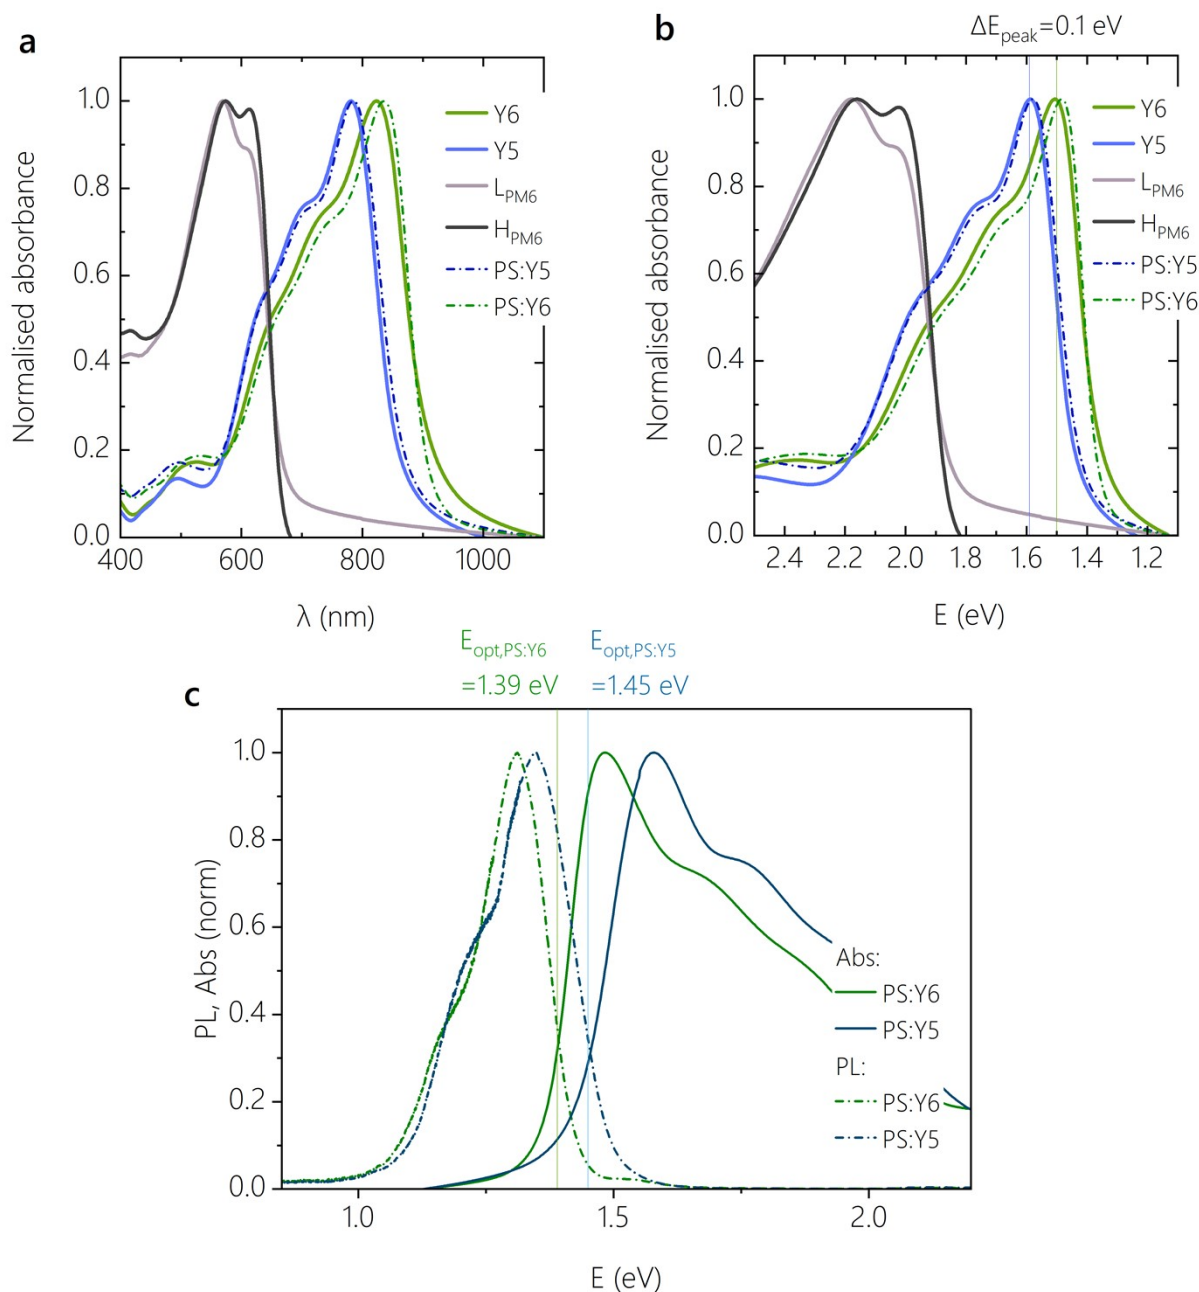 a
Normalised absorbance
1.0
0.8
0.6
0.4
0.2
0.0
400
600
800
1000
λ (nm)
Y6
Y5
L_PM6
H_PM6
PS:Y5
PS:Y6
b
ΔE_peak=0.1 eV
Normalised absorbance
1.0
0.8
0.6
0.4
0.2
0.0
2.4
2.2
2.0
1.8
1.6
1.4
1.2
E (eV)
Y6
Y5
L_PM6
H_PM6
PS:Y5
PS:Y6
c
E_opt,PS:Y6
=1.39 eV
E_opt,PS:Y5
=1.45 eV
PL, Abs (norm)
1.0
0.8
0.6
0.4
0.2
0.0
1.0
1.5
2.0
E (eV)
Abs:
PS:Y6
PS:Y5
PL:
PS:Y6
PS:Y5